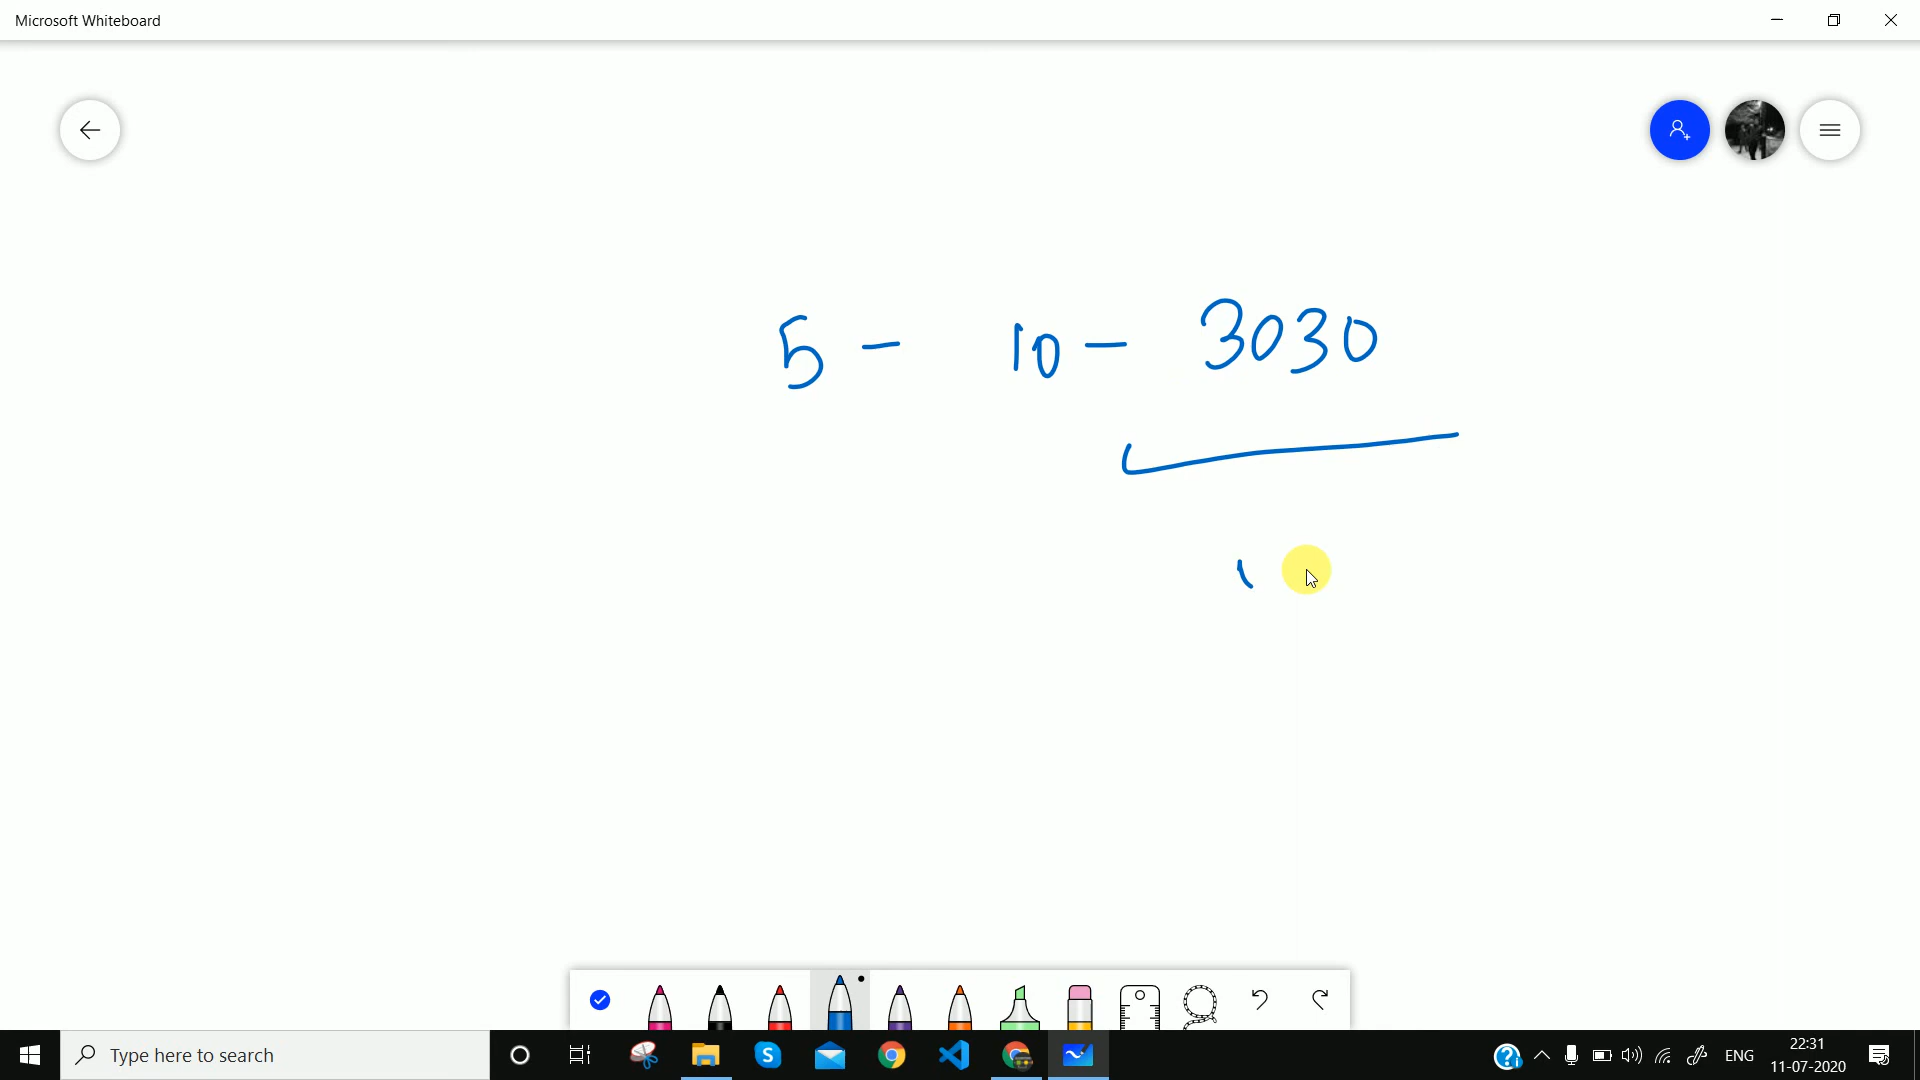 Microsoft Whiteboard
5 - 10 - 3030
Type here to search
ENG
22:31
11-07-2020